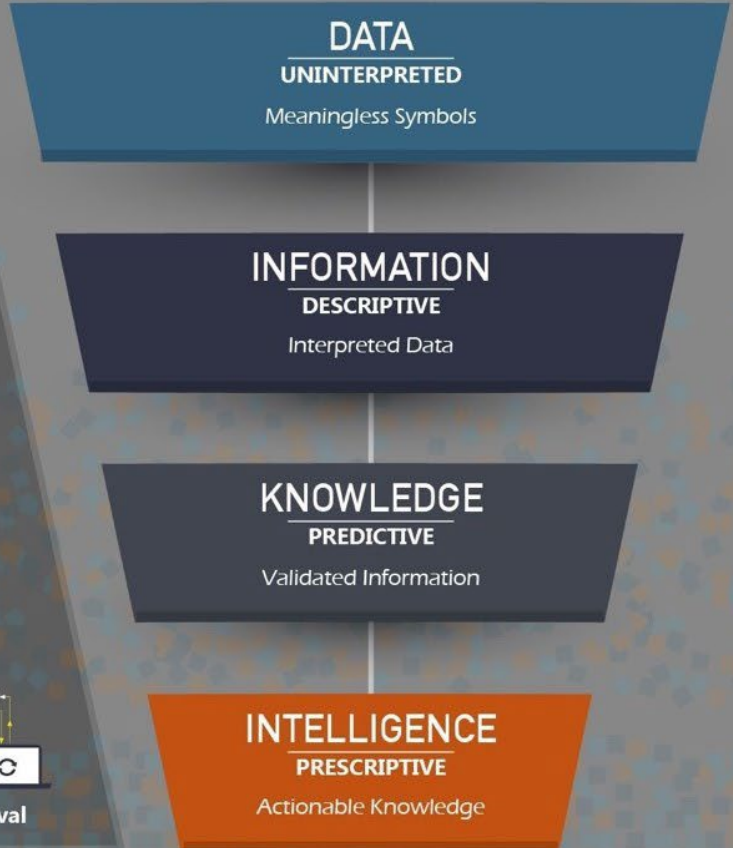 DATA
UNINTERPRETED
Meaningless Symbols
INFORMATION
DESCRIPTIVE
Interpreted Data
KNOWLEDGE
PREDICTIVE
Validated Information
INTELLIGENCE
PRESCRIPTIVE
Actionable Knowledge